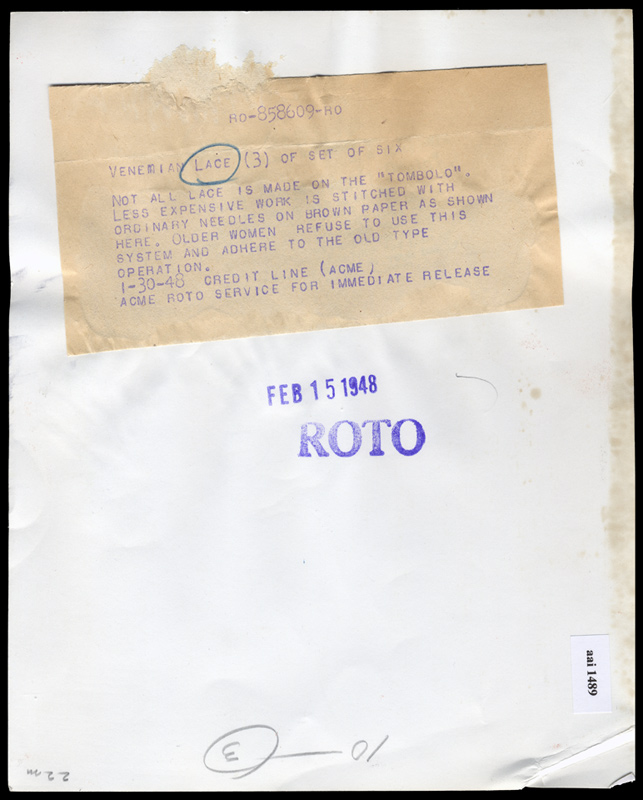 RO-858609-RO
VENEMIAN LACE (3) OF SET OF SIX
NOT ALL LACE IS MADE ON THE "TOMBOLO".
LESS EXPENSIVE WORK IS STITCHED WITH
ORDINARY NEEDLES ON BROWN PAPER AS SHOWN
HERE. OLDER WOMEN REFUSE TO USE THIS
SYSTEM AND ADHERE TO THE OLD TYPE
OPERATION.
1-30-48 CREDIT LINE (ACME)
ACME ROTO SERVICE FOR IMMEDIATE RELEASE
FEB 15 1948
ROTO
aai 1489
10 — 3